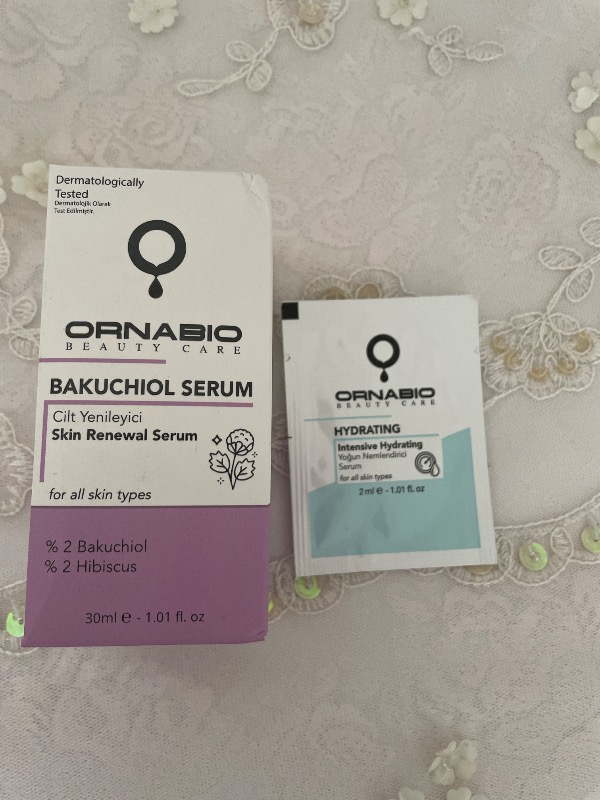 Dermatologically
Tested
Dermatolojik Olarak
Test Edilmiştir.
ORNABIO
BEAUTY CARE
BAKUCHIOL SERUM
Cilt Yenileyici
Skin Renewal Serum
for all skin types
% 2 Bakuchiol
% 2 Hibiscus
30ml ℮ - 1.01 fl. oz
ORNABIO
BEAUTY CARE
HYDRATING
Intensive Hydrating
Yoğun Nemlendirici
Serum
for all skin types
2 ml ℮ - 1.01 fl. oz